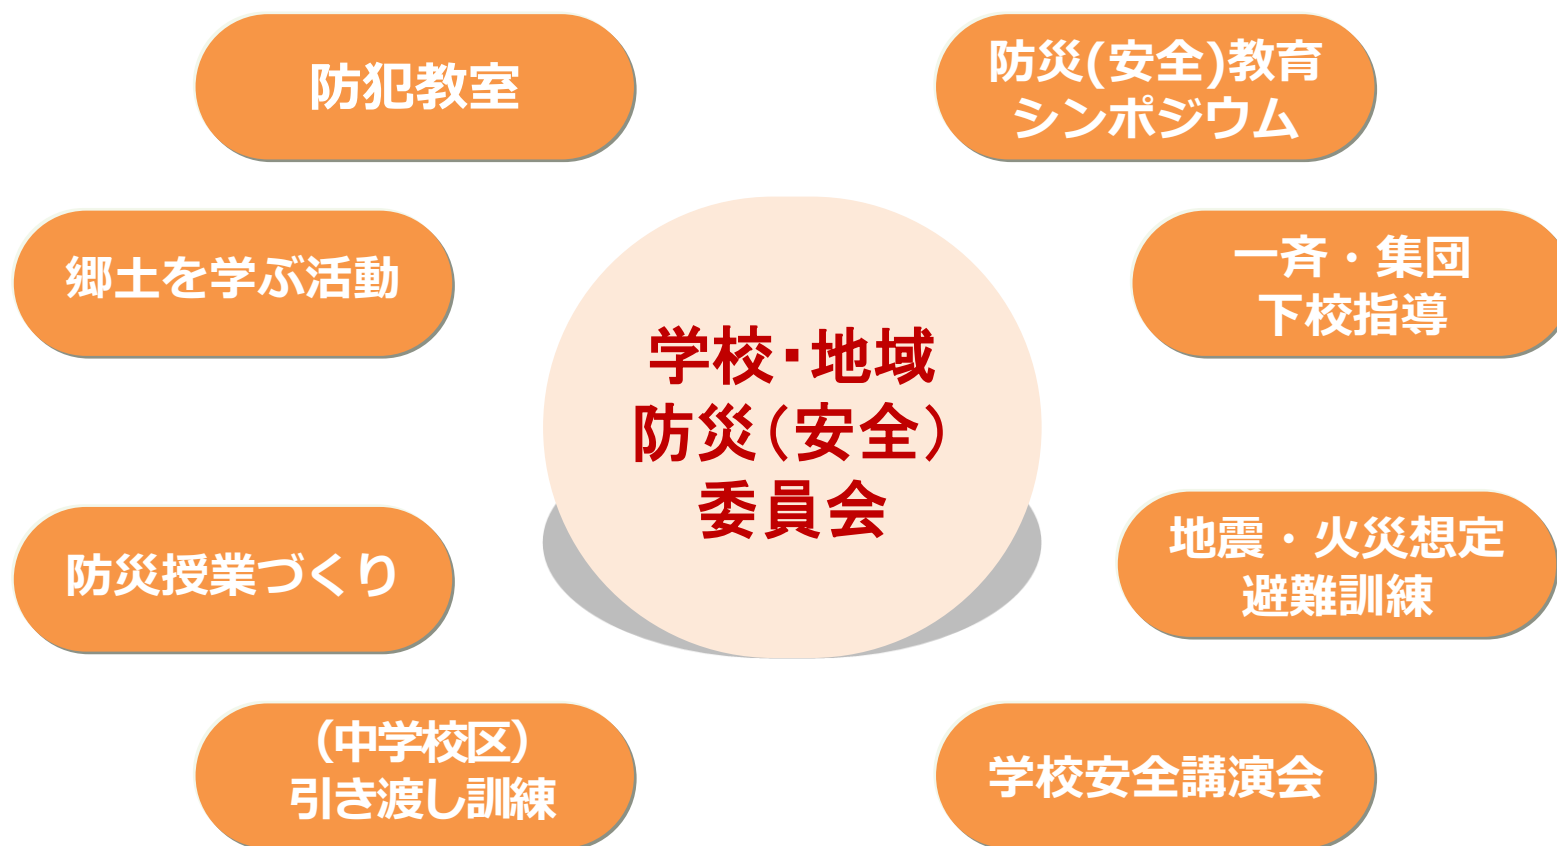 防犯教室
防災(安全)教育
シンポジウム
郷土を学ぶ活動
一斉・集団
下校指導
学校・地域
防災（安全）
委員会
防災授業づくり
地震・火災想定
避難訓練
（中学校区）
引き渡し訓練
学校安全講演会